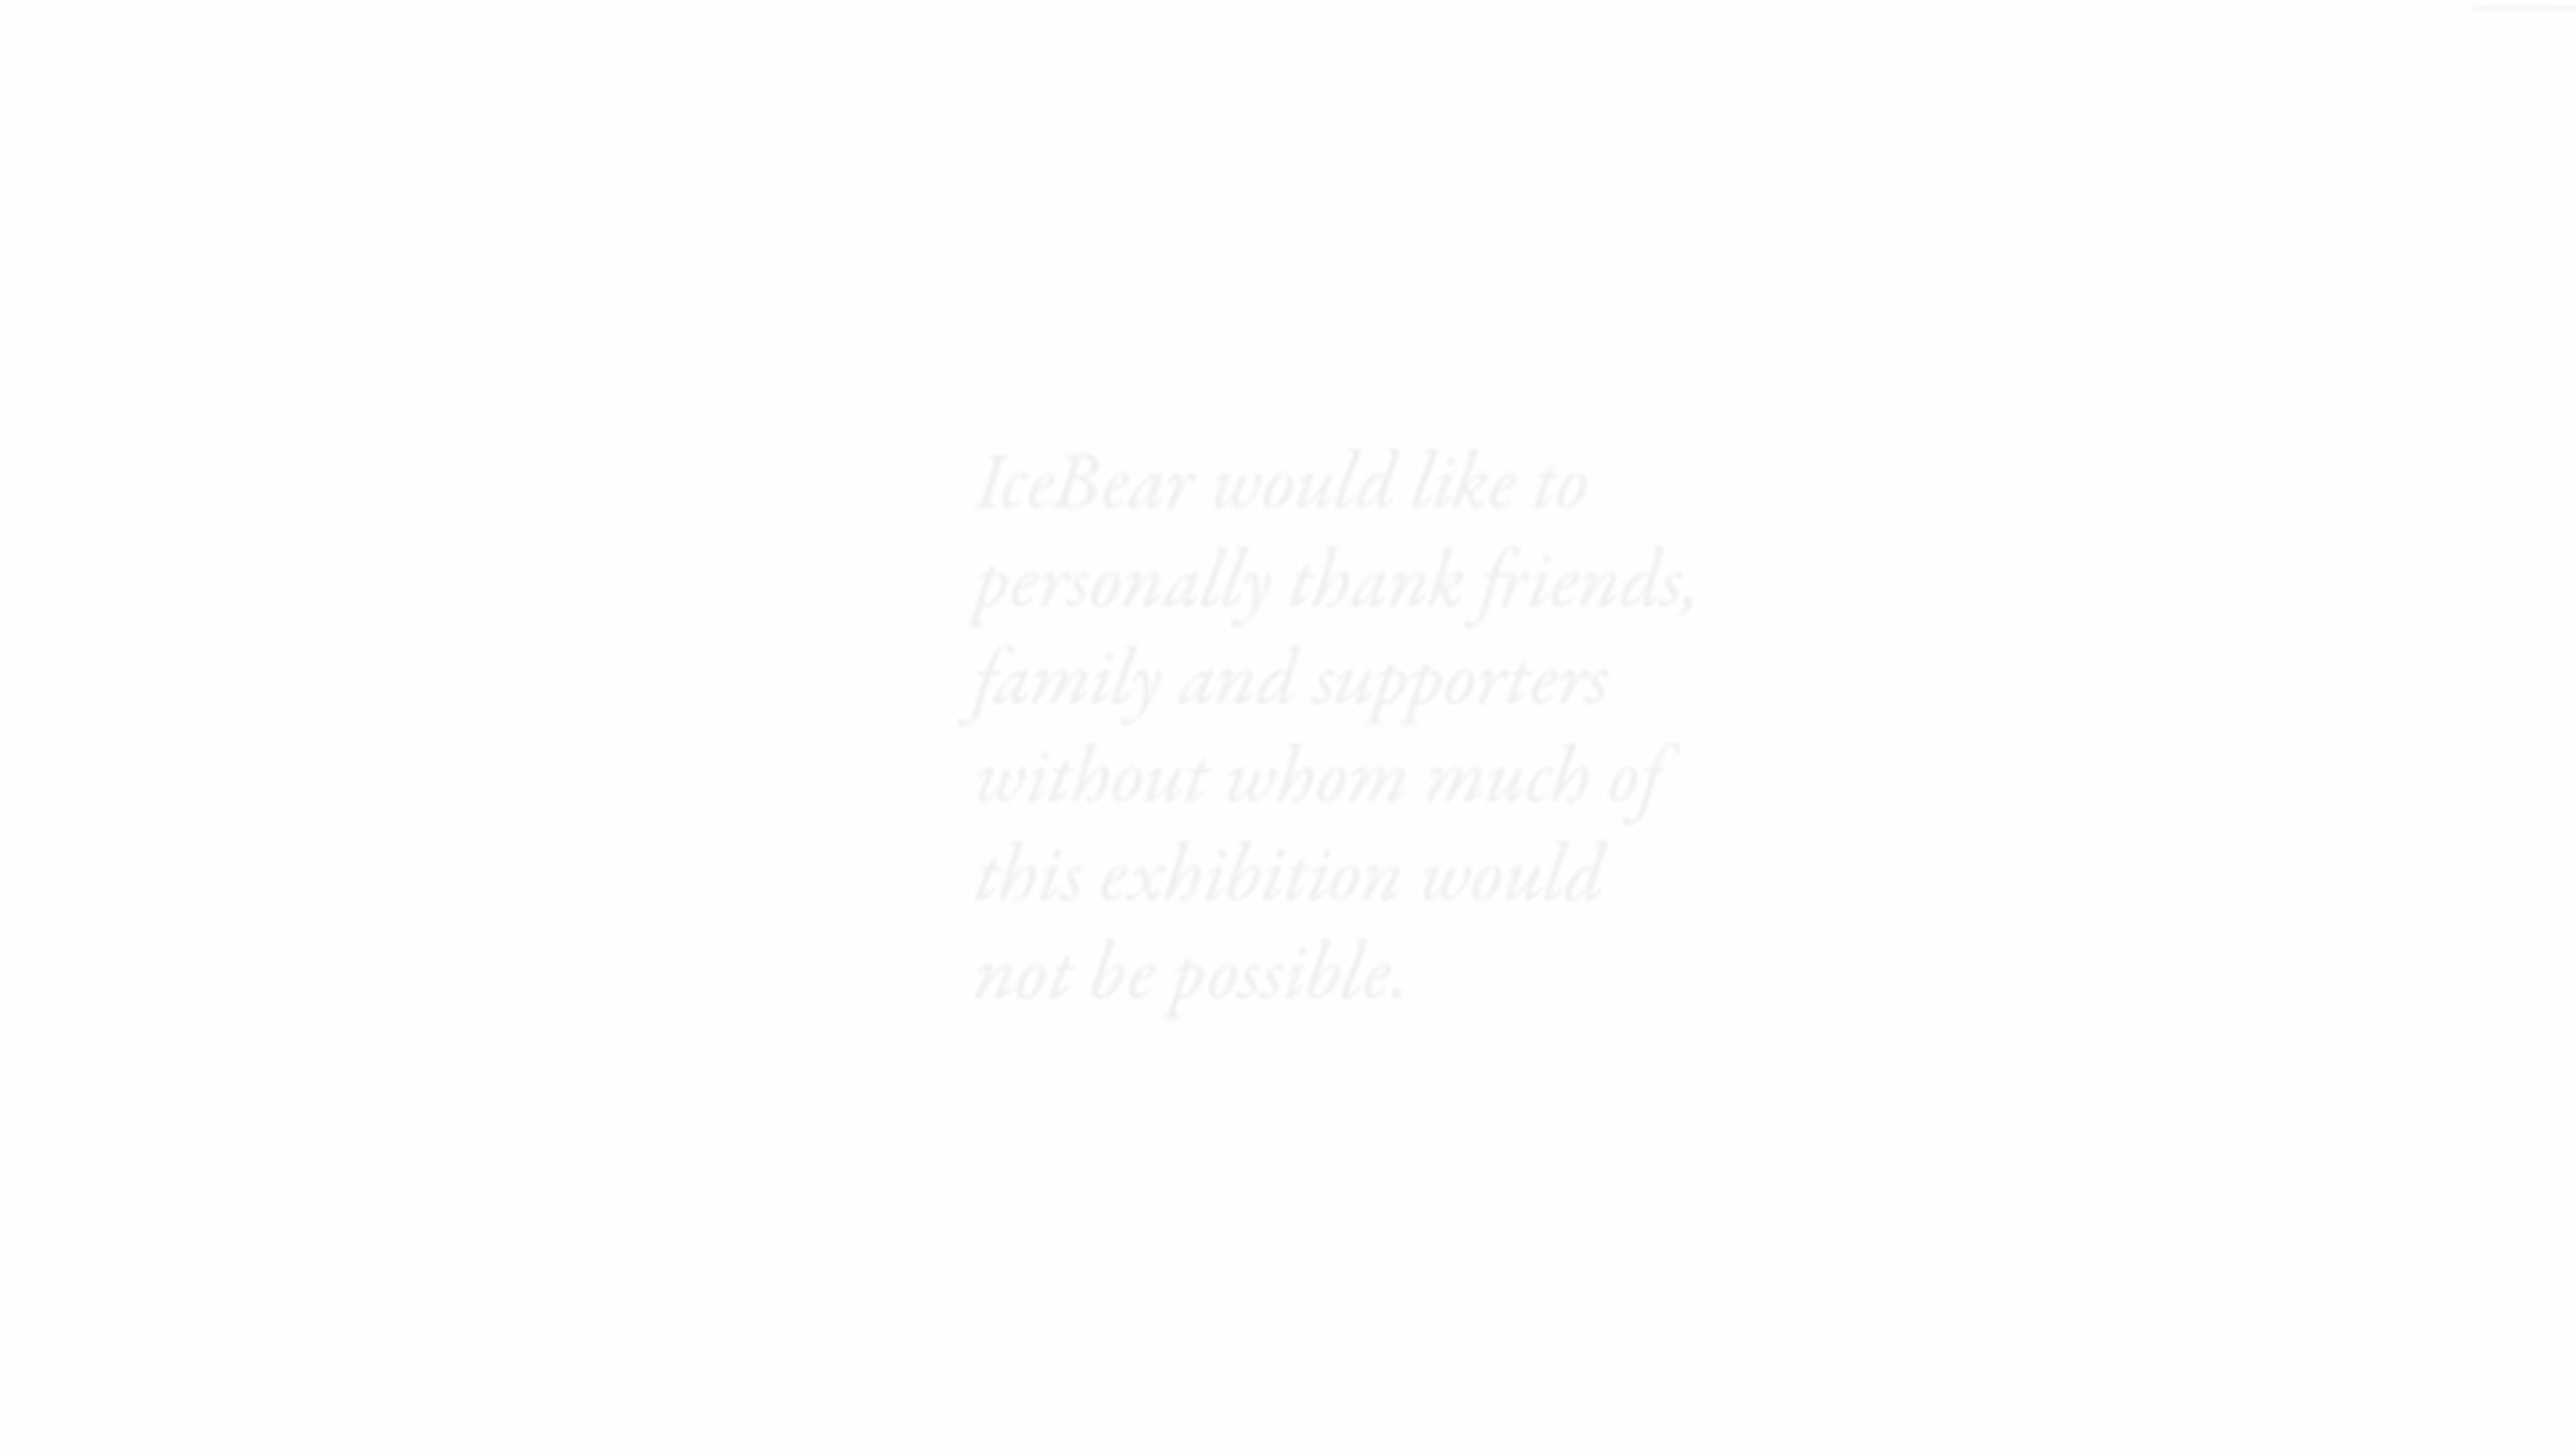 IceBear would like to
personally thank friends,
family and supporters
without whom much of
this exhibition would
not be possible.